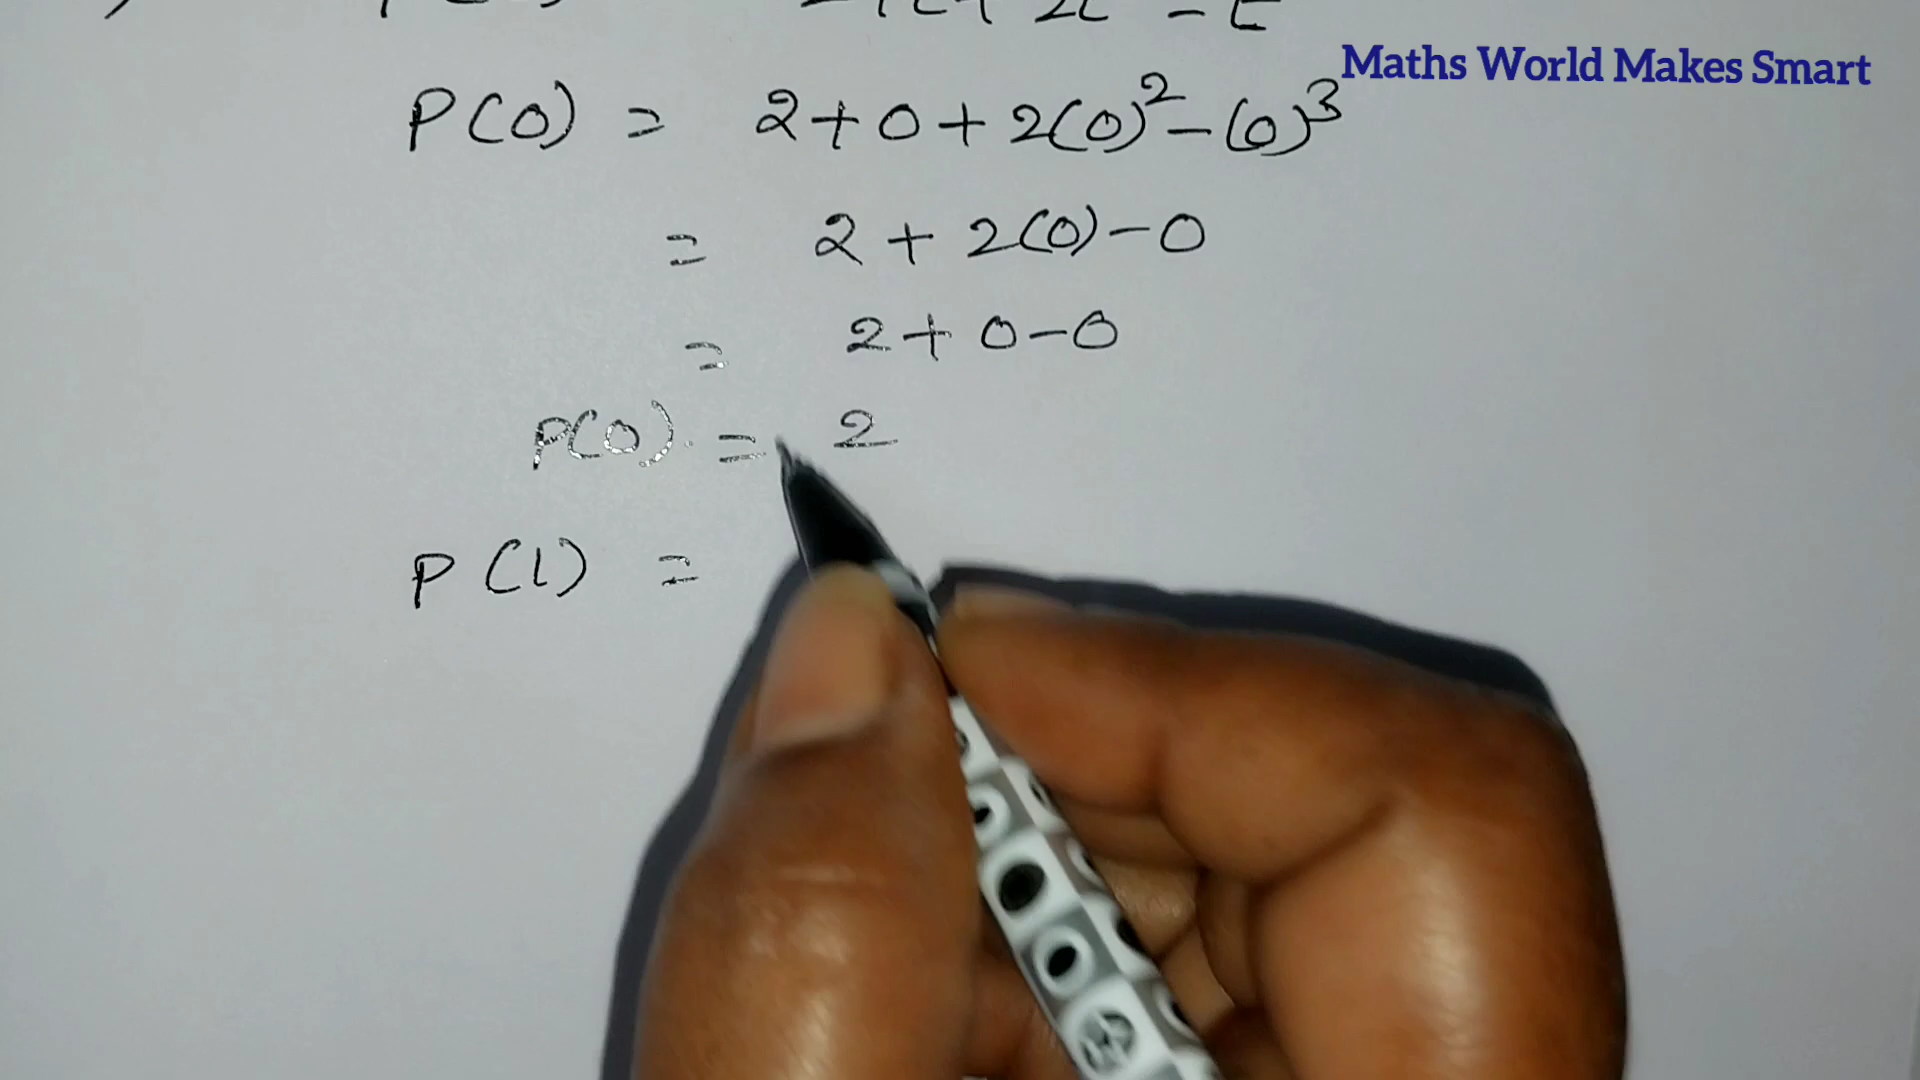 Maths World Makes Smart
P(0) = 2+0+2(0)²-(0)³
= 2+2(0)-0
= 2+0-0
P(0) = 2
P(1) =